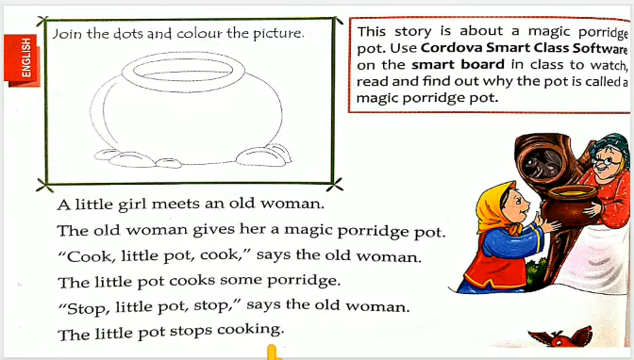 ENGLISH
Join the dots and colour the picture.
This story is about a magic porridge
pot. Use Cordova Smart Class Software
on the smart board in class to watch,
read and find out why the pot is called a
magic porridge pot.
A little girl meets an old woman.
The old woman gives her a magic porridge pot.
“Cook, little pot, cook,” says the old woman.
The little pot cooks some porridge.
“Stop, little pot, stop,” says the old woman.
The little pot stops cooking.